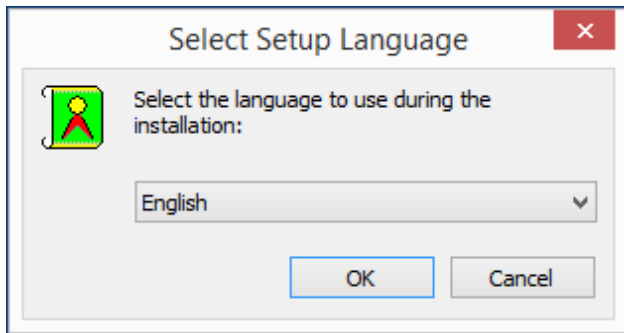 Select Setup Language
Select the language to use during the
installation:
English
OK
Cancel